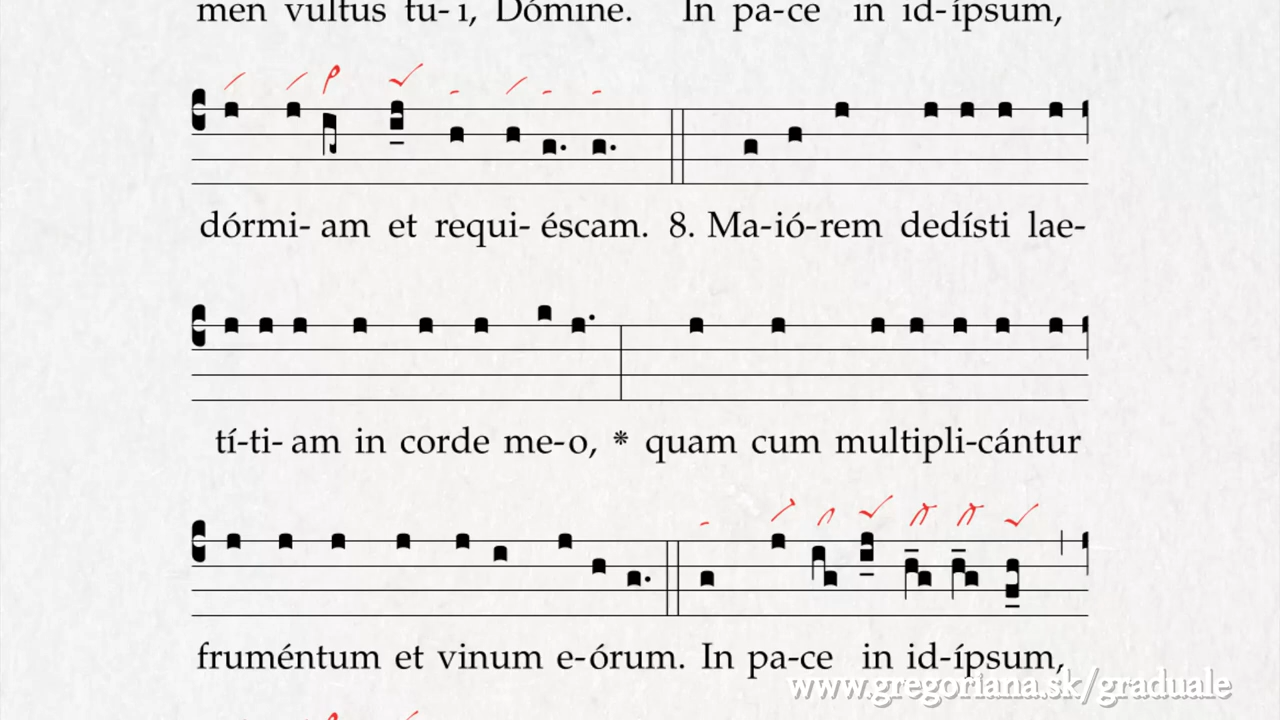 men vultus tu- i, Dómine. In pa-ce in id-ípsum,
dórmi- am et requi- éscam. 8. Ma-ió-rem dedísti lae-
tí-ti- am in corde me-o, * quam cum multipli-cántur
fruméntum et vinum e-órum. In pa-ce in id-ípsum,
www.gregoriana.sk/graduale